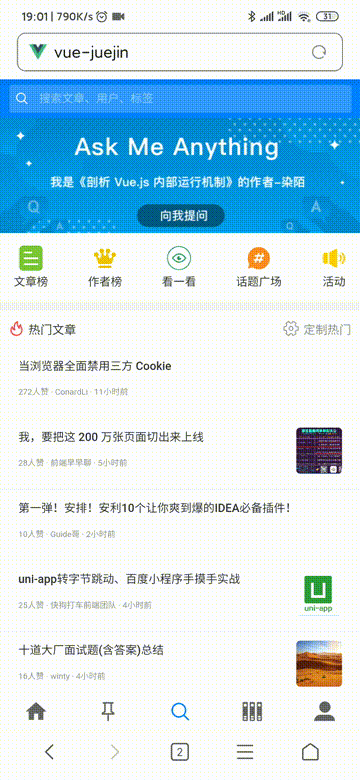 19:01 | 790K/s
HD
31
vue-juejin
搜索文章、用户、标签
Ask Me Anything
我是《剖析 Vue.js 内部运行机制》的作者-染陌
Q
A
向我提问
A
Q
文章榜
作者榜
看一看
话题广场
活动
热门文章
定制热门
当浏览器全面禁用三方 Cookie
272人赞 · ConardLi · 11小时前
我，要把这 200 万张页面切出来上线
28人赞 · 前端早早聊 · 5小时前
第一弹！安排！安利10个让你爽到爆的IDEA必备插件！
10人赞 · Guide哥 · 2小时前
uni-app转字节跳动、百度小程序手摸手实战
25人赞 · 快狗打车前端团队 · 4小时前
uni-app
十道大厂面试题(含答案)总结
16人赞 · winty · 4小时前
2